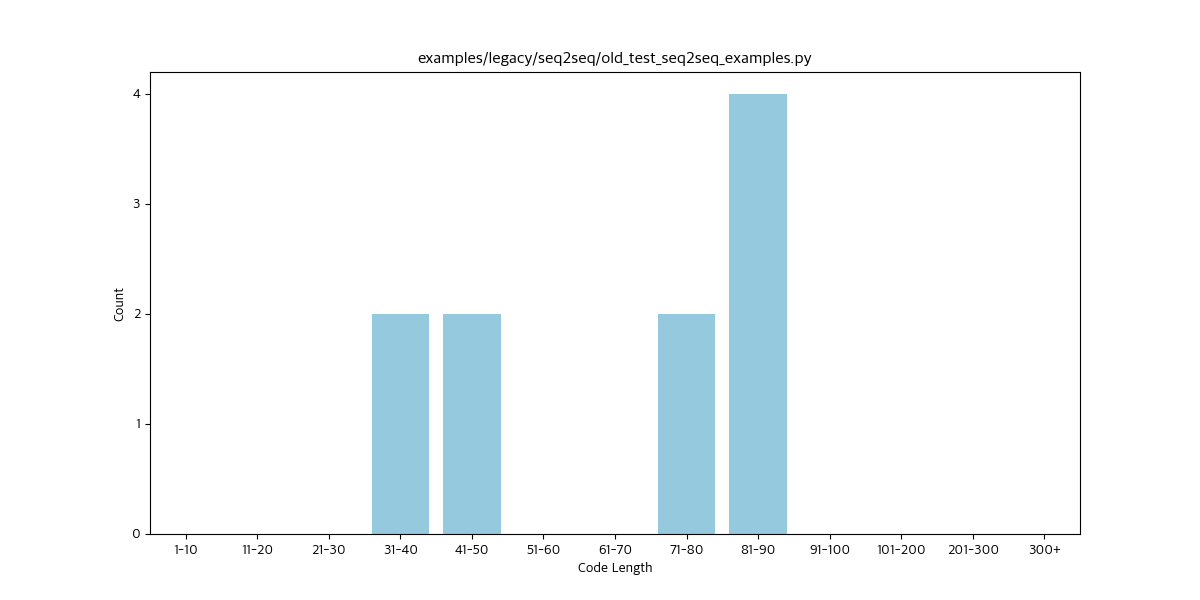 examples/legacy/seq2seq/old_test_seq2seq_examples.py
4
3
2
1
0
Count
1-10 11-20 21-30 31-40 41-50 51-60 61-70 71-80 81-90 91-100 101-200 201-300 300+
Code Length